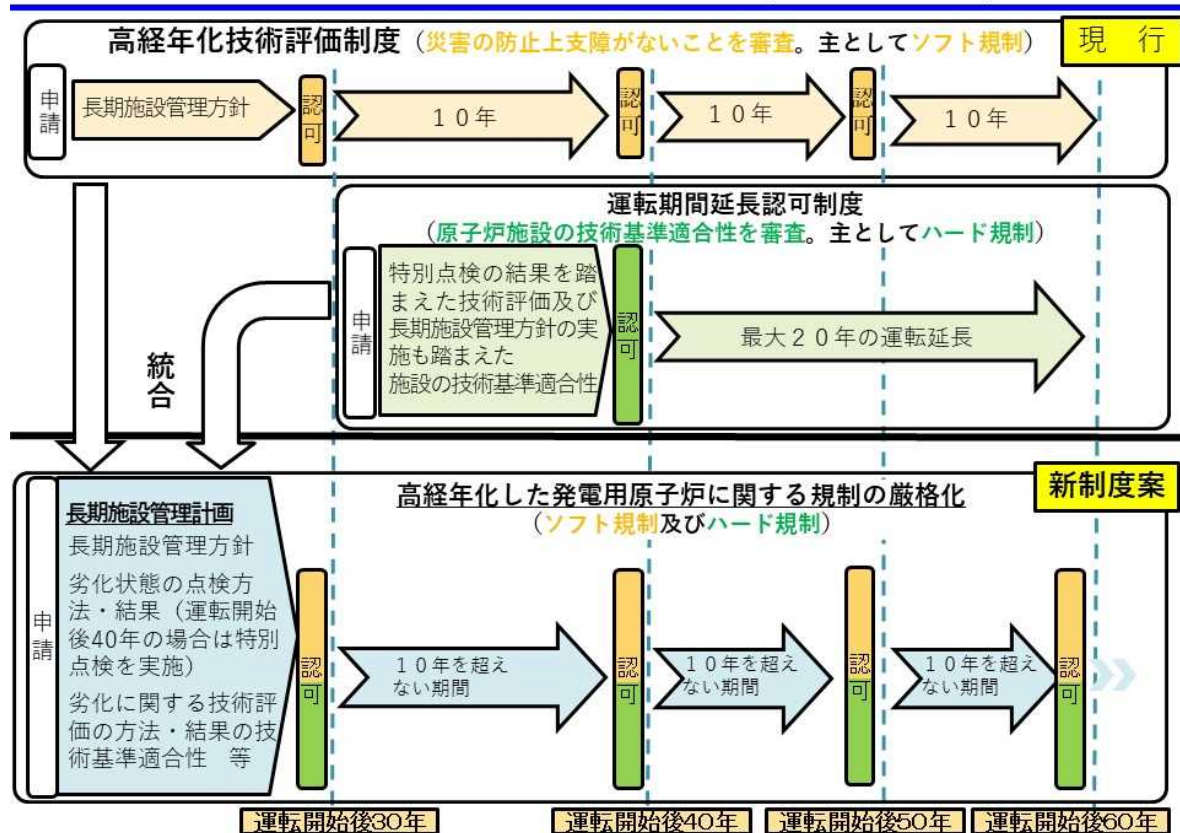 高経年化技術評価制度（災害の防止上支障がないことを審査。主としてソフト規制）
現　行
申請
長期施設管理方針
認可
１０年
認可
１０年
認可
１０年
運転期間延長認可制度
（原子炉施設の技術基準適合性を審査。主としてハード規制）
申請
特別点検の結果を踏
まえた技術評価及び
長期施設管理方針の実
施も踏まえた
施設の技術基準適合性
認可
最大２０年の運転延長
統合
高経年化した発電用原子炉に関する規制の厳格化
（ソフト規制及びハード規制）
新制度案
申請
長期施設管理計画
長期施設管理方針
劣化状態の点検方
法・結果（運転開始
後40年の場合は特別
点検を実施）
劣化に関する技術評
価の方法・結果の技
術基準適合性　等
認可
１０年を超え
ない期間
認可
１０年を超え
ない期間
認可
１０年を超え
ない期間
認可
運転開始後30年
運転開始後40年
運転開始後50年
運転開始後60年